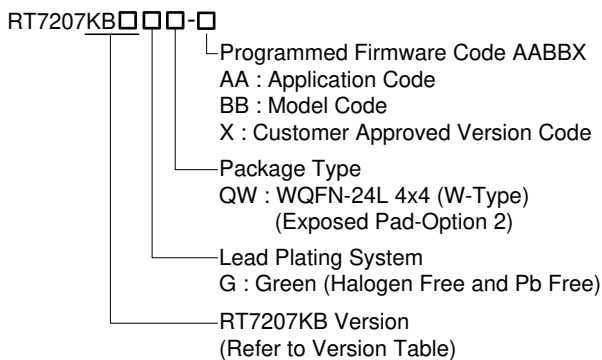 RT7207KB□□□-□
Programmed Firmware Code AABBX
AA : Application Code
BB : Model Code
X : Customer Approved Version Code
Package Type
QW : WQFN-24L 4x4 (W-Type)
(Exposed Pad-Option 2)
Lead Plating System
G : Green (Halogen Free and Pb Free)
RT7207KB Version
(Refer to Version Table)